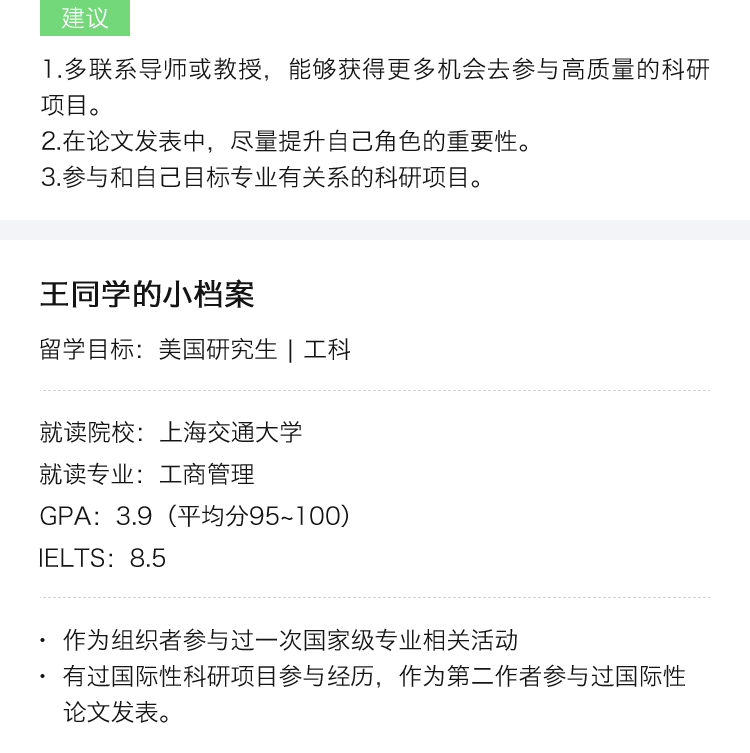 建议
1.多联系导师或教授，能够获得更多机会去参与高质量的科研
项目。
2.在论文发表中，尽量提升自己角色的重要性。
3.参与和自己目标专业有关系的科研项目。
王同学的小档案
留学目标：美国研究生 | 工科
就读院校：上海交通大学
就读专业：工商管理
GPA：3.9（平均分95~100）
IELTS：8.5
· 作为组织者参与过一次国家级专业相关活动
· 有过国际性科研项目参与经历，作为第二作者参与过国际性
论文发表。